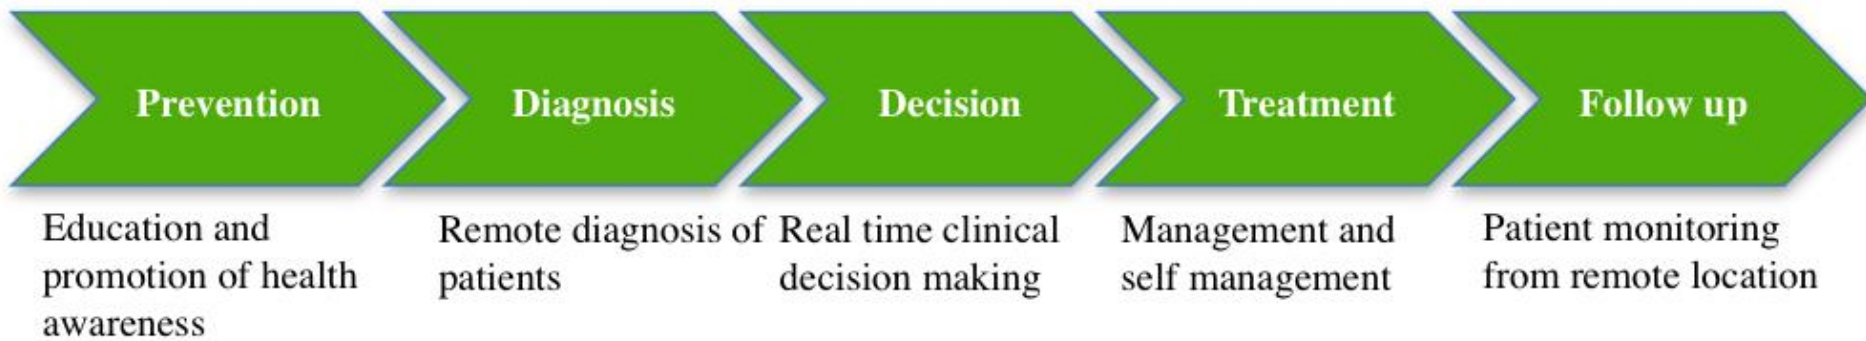 Prevention
Diagnosis
Decision
Treatment
Follow up
Education and
promotion of health
awareness
Remote diagnosis of
patients
Real time clinical
decision making
Management and
self management
Patient monitoring
from remote location